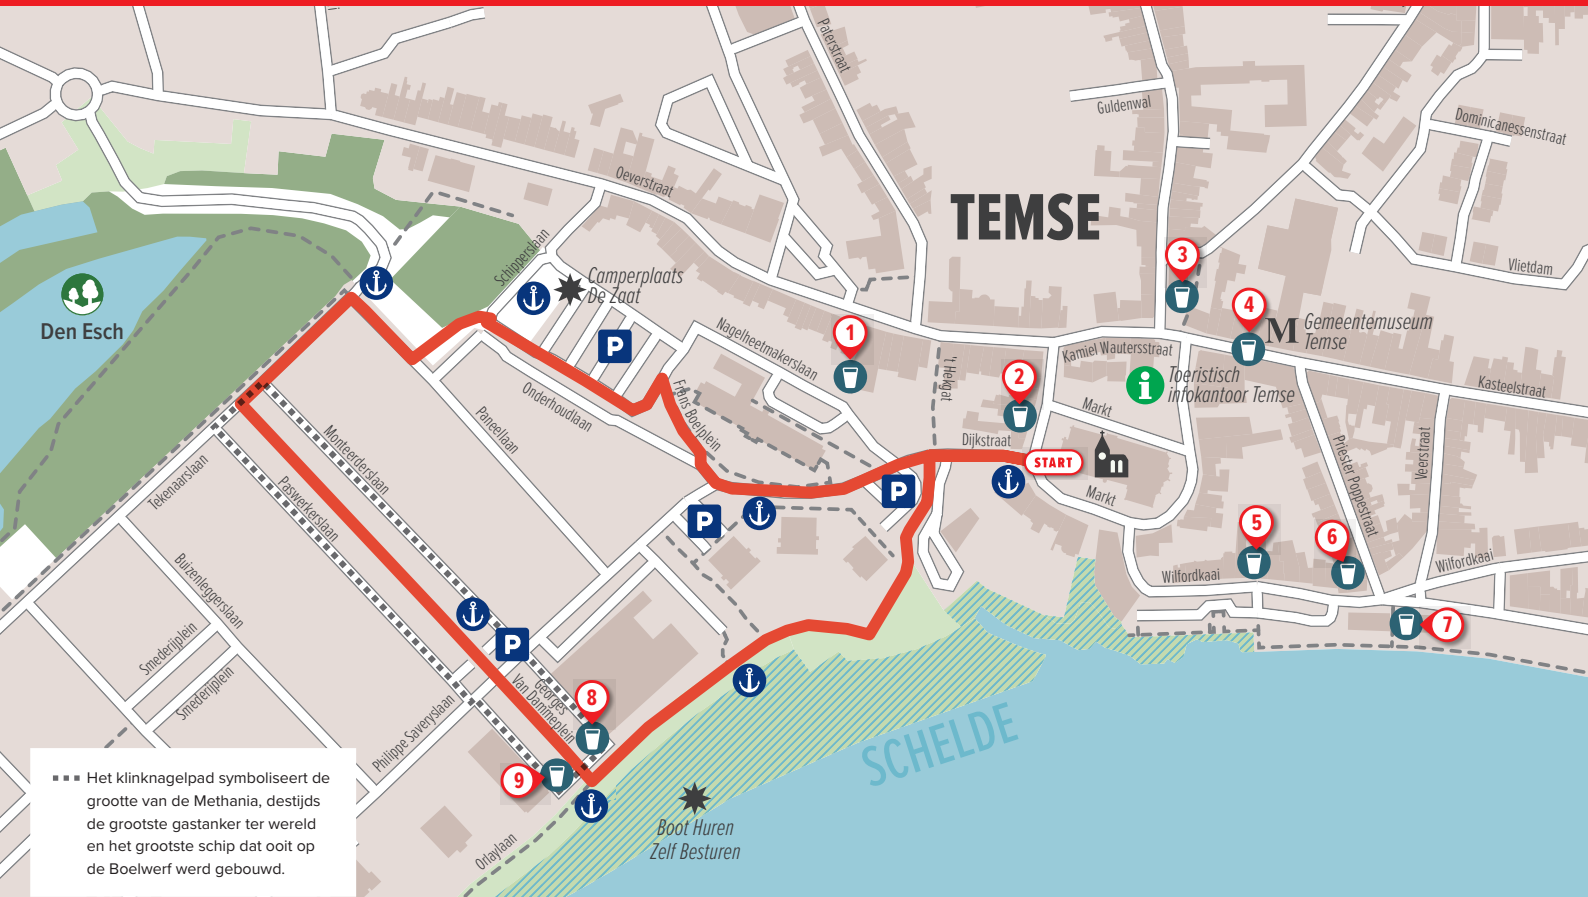 Paterstraat
Guldenwal
Dominicanessenstraat
Oeverstraat
TEMSE
Schipperslaan
3
Vlietdam
Camperplaats
De Zaat
Den Esch
4
M
Gemeentemuseum
Temse
1
P
Nagelheetmakerslaan
't Helegat
Kamiel Wautersstraat
2
i
Toeristisch
infokantoor Temse
Kasteelstraat
Onderhoudlaan
Frans Boelplein
Paneellaan
Markt
Dijkstraat
START
Priester Poppestraat
Veerstraat
Monteerderslaan
Tekenaarslaan
Paswerkerslaan
P
P
Markt
5
6
Buizenleggerslaan
Wilfordkaai
Wilfordkaai
7
Smederijplein
Smederijplein
P
Georges
Van Dammeplein
8
Philippe Saveryslaan
SCHELDE
9
Orlaylaan
Boot Huren
Zelf Besturen
Het klinknagelpad symboliseert de
grootte van de Methania, destijds
de grootste gastanker ter wereld
en het grootste schip dat ooit op
de Boelwerf werd gebouwd.